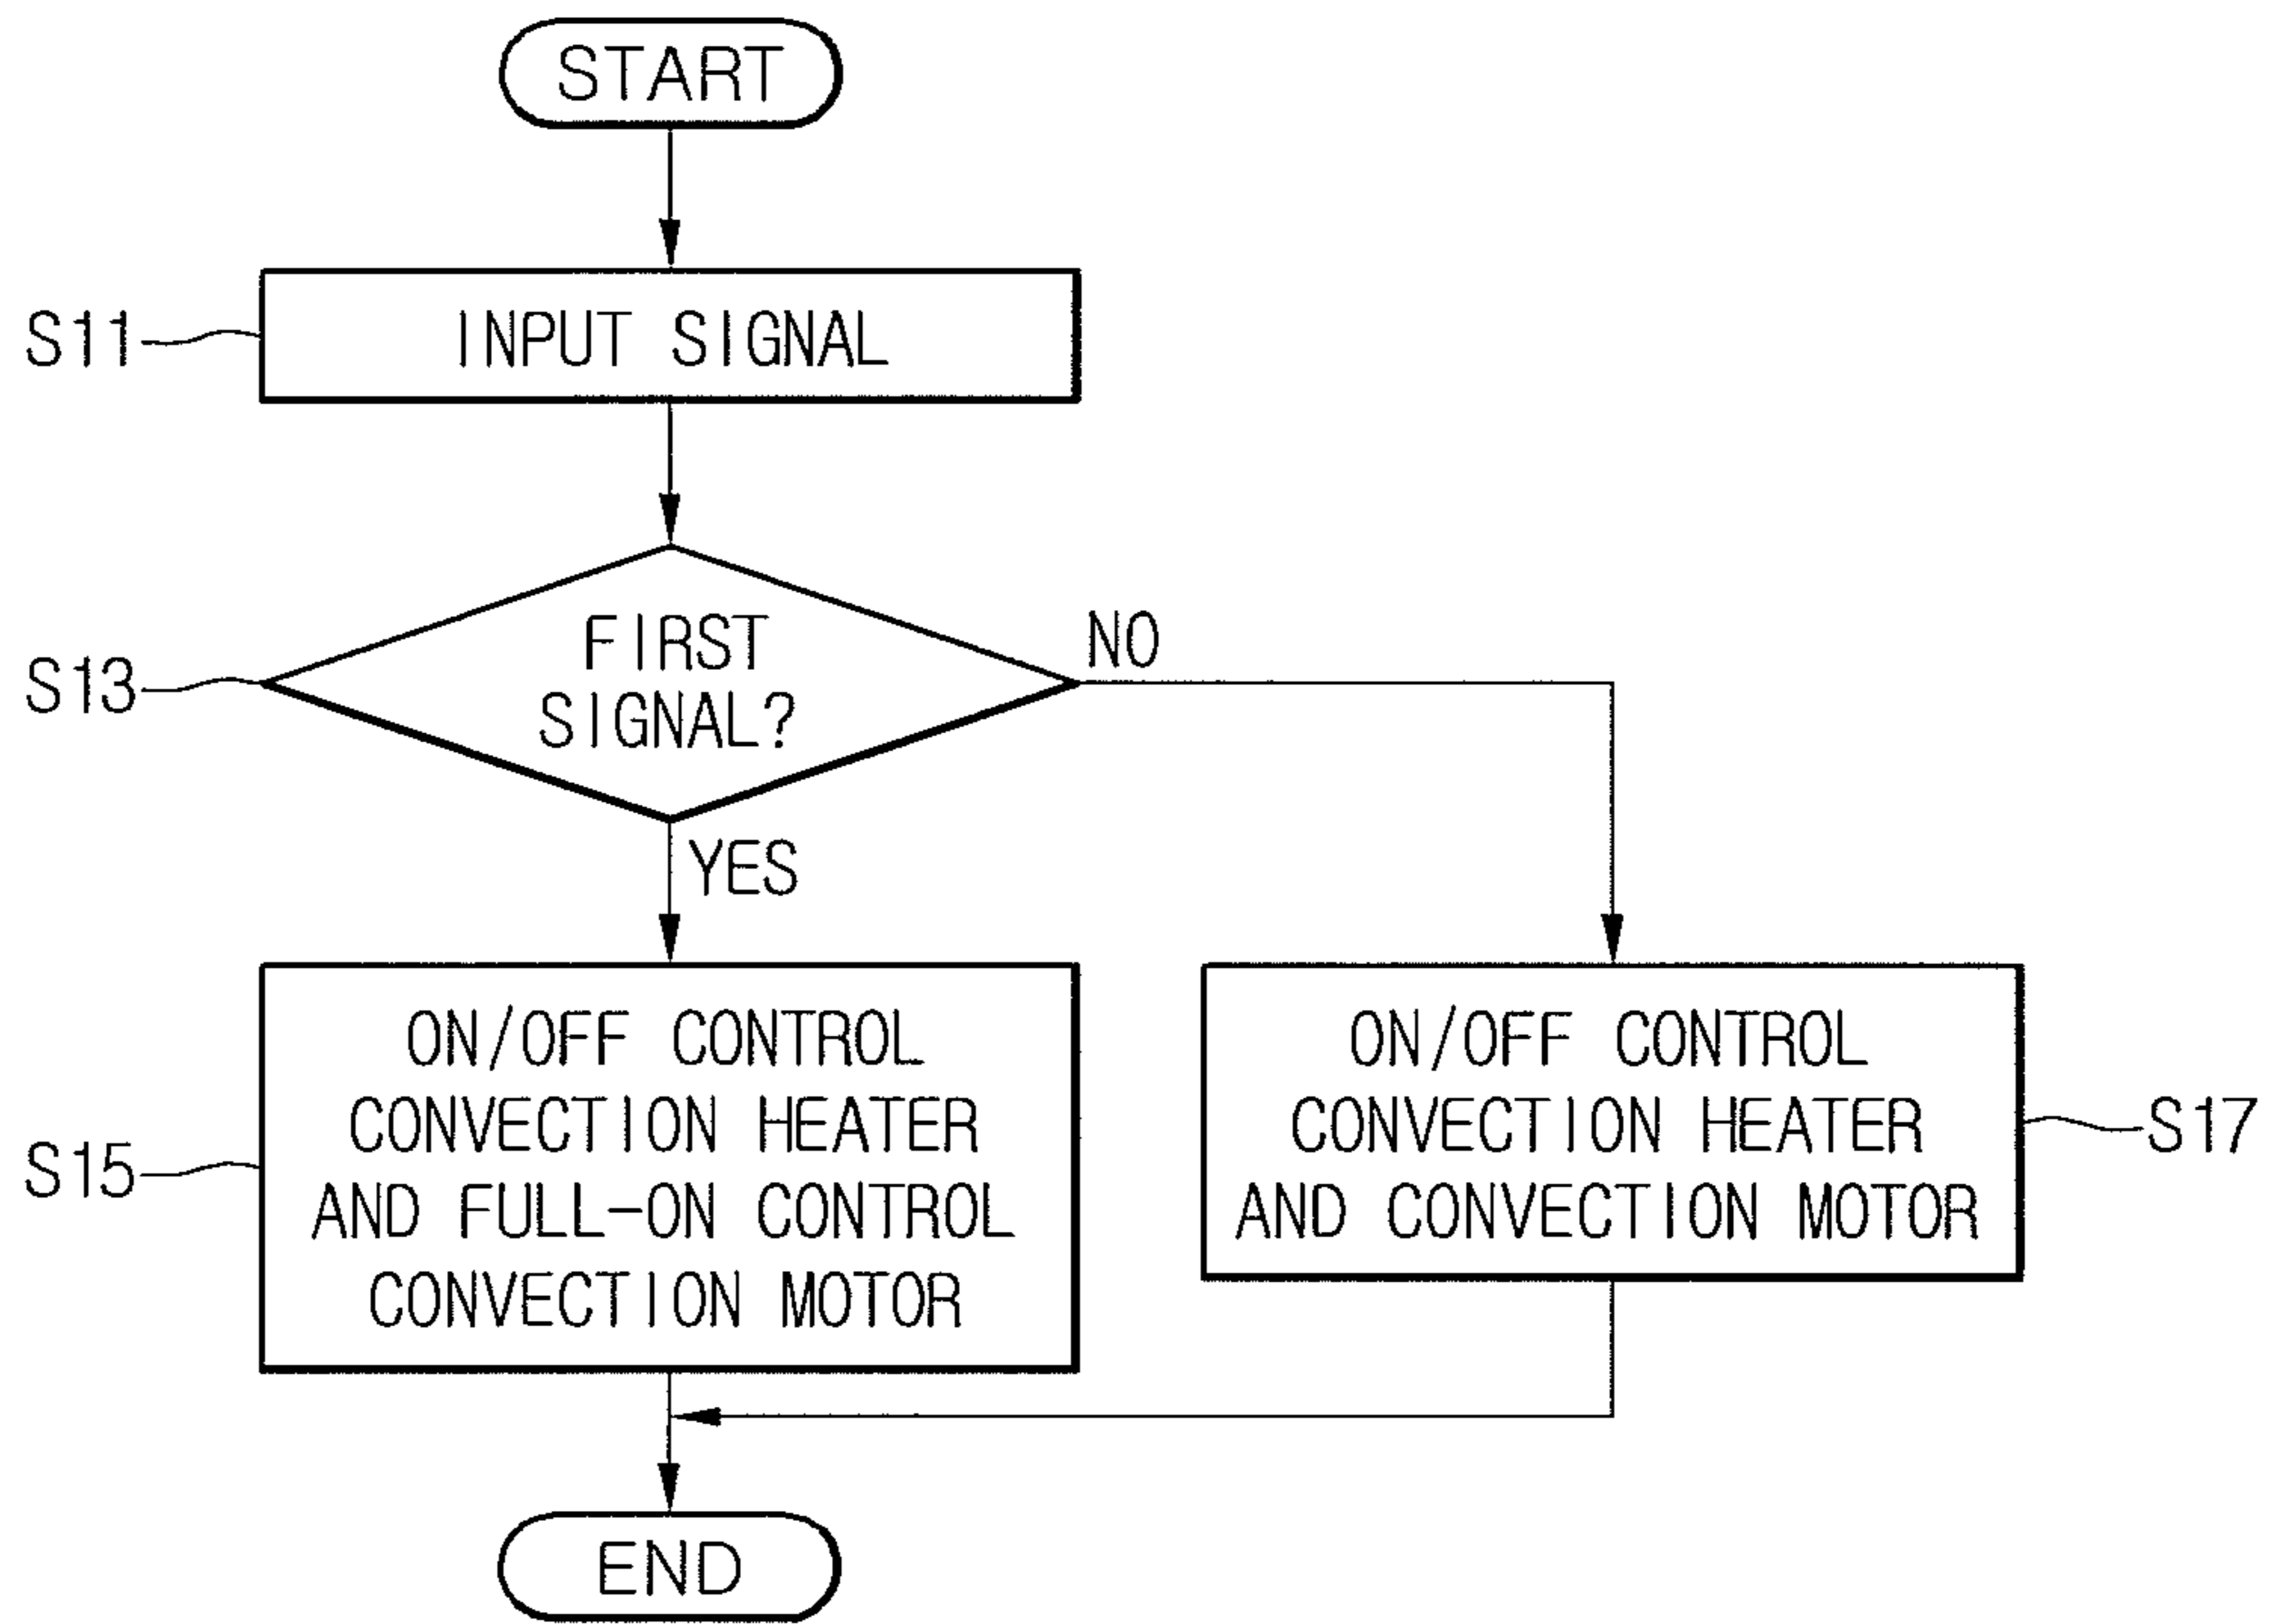 START
S11
INPUT SIGNAL
S13
FIRST
SIGNAL?
NO
YES
S15
ON/OFF CONTROL
CONVECTION HEATER
AND FULL-ON CONTROL
CONVECTION MOTOR
ON/OFF CONTROL
CONVECTION HEATER
AND CONVECTION MOTOR
S17
END